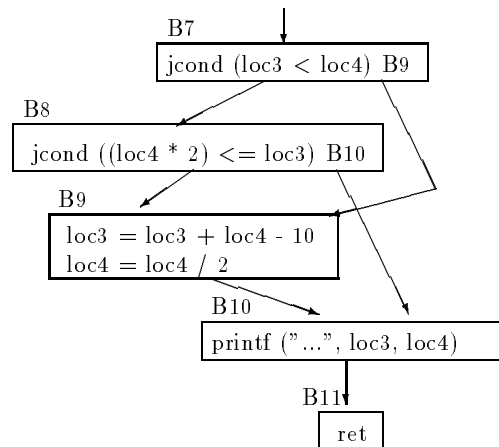 B7
jcond (loc3 < loc4) B9
B8
jcond ((loc4 * 2) <= loc3) B10
B9
loc3 = loc3 + loc4 - 10
loc4 = loc4 / 2
B10
printf ("...", loc3, loc4)
B11
ret